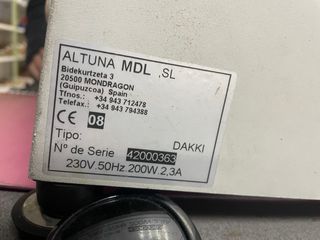 ALTUNA MDL ,SL
Bidekurtzeta 3
20500 MONDRAGON
(Guipuzcoa) Spain
Tfnos.: +34 943 712478
Telefax.: +34 943 794388
CE 08
Tipo: DAKKI
Nº de Serie 42000363
230V.50Hz.200W.2,3A